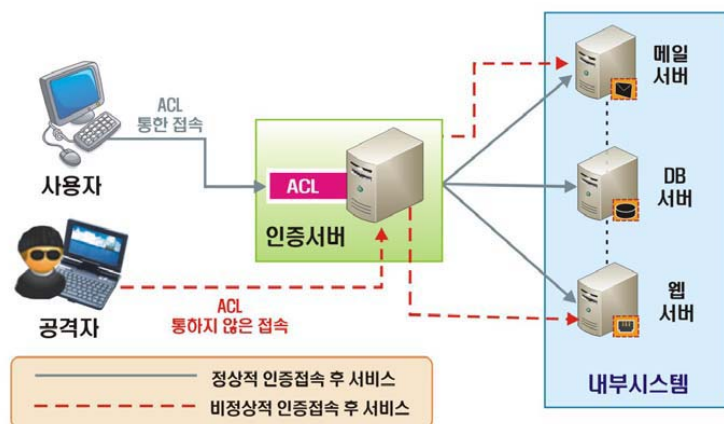 메일
서버
ACL
통한 접속
사용자
ACL
인증서버
DB
서버
ACL
통하지 않은 접속
공격자
웹
서버
정상적 인증접속 후 서비스
비정상적 인증접속 후 서비스
내부시스템